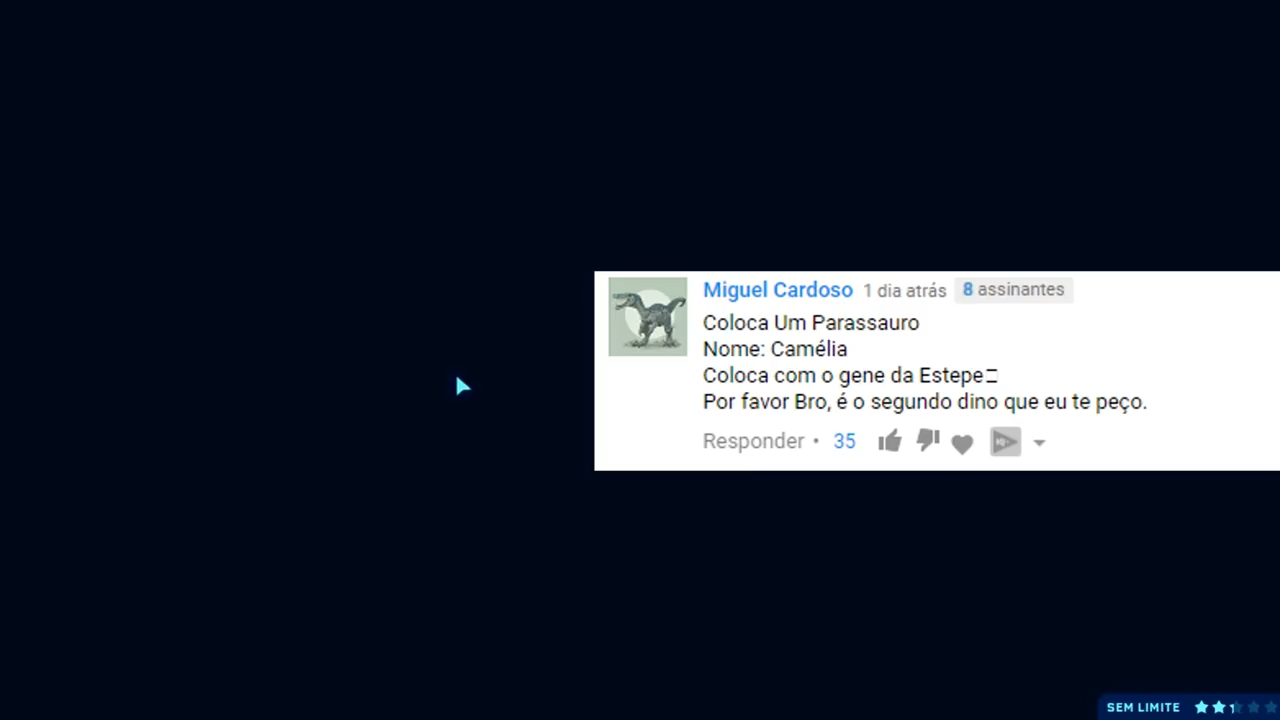 Miguel Cardoso 1 dia atrás 8 assinantes
Coloca Um Parassauro
Nome: Camélia
Coloca com o gene da Estepe
Por favor Bro, é o segundo dino que eu te peço.
Responder • 35
SEM LIMITE